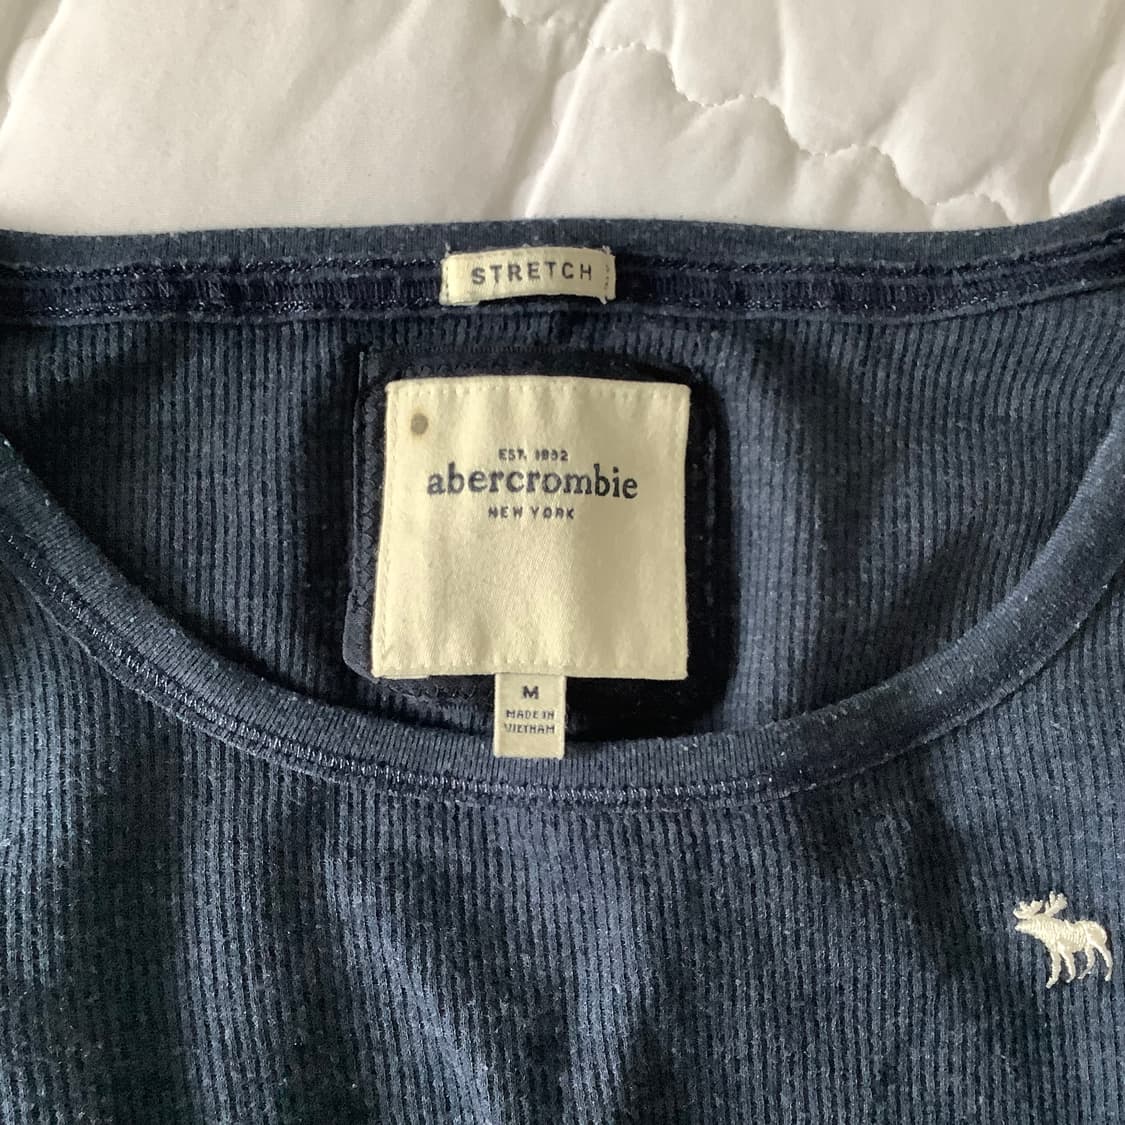 STRETCH
EST. 1892
abercrombie
NEW YORK
M
MADE IN
VIETNAM